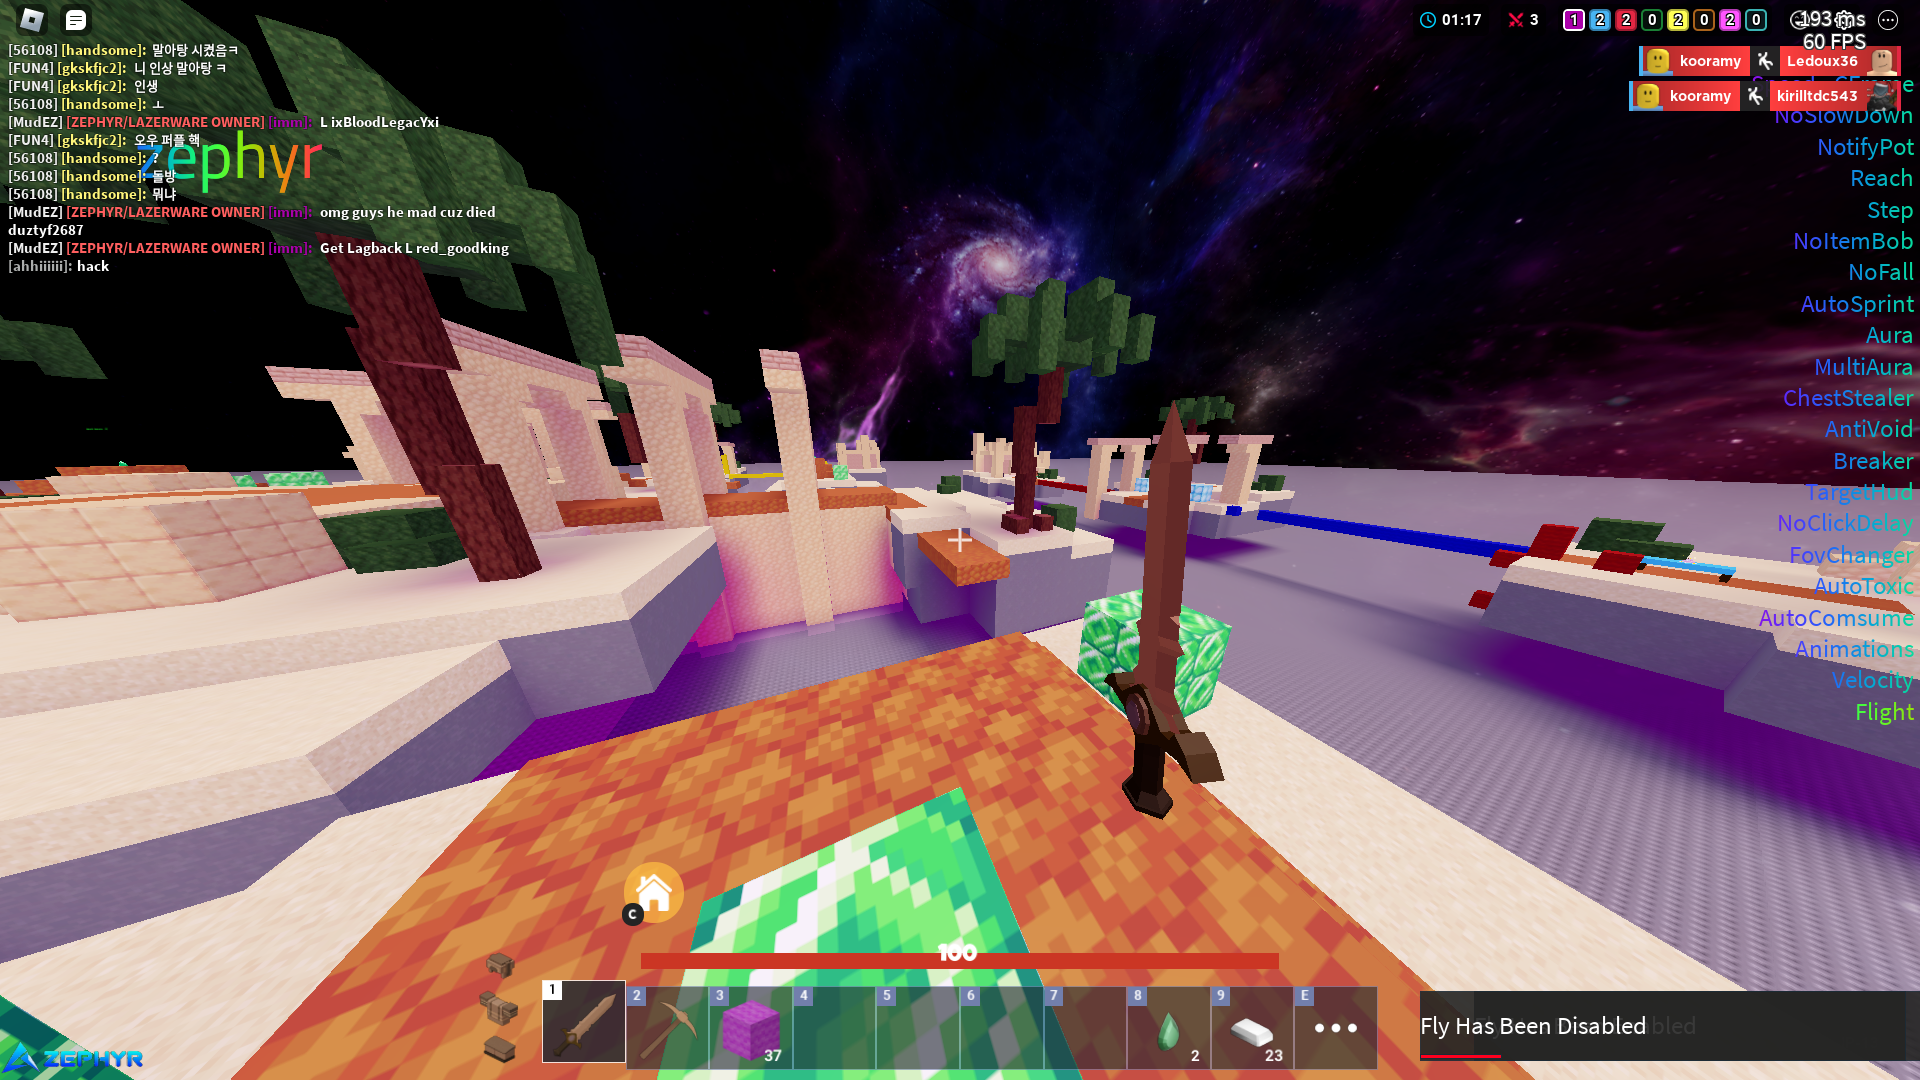 01:17
3
1 2 2 0 2 0 2 0
193 ms
60 FPS
[56108] [handsome]: 말아탕 시켰음ㅋ
[FUN4] [gkskfjc2]: 니 인상 말아탕 ㅋ
[FUN4] [gkskfjc2]: 인생
[56108] [handsome]: ㅗ
[MudEZ] [ZEPHYR/LAZERWARE OWNER] [imm]: L ixBloodLegacYxi
[FUN4] [gkskfjc2]: 오우 퍼플 핵
[56108] [handsome]: ?
[56108] [handsome]: 돌방
[56108] [handsome]: 뭐냐
[MudEZ] [ZEPHYR/LAZERWARE OWNER] [imm]: omg guys he mad cuz died
duztyf2687
[MudEZ] [ZEPHYR/LAZERWARE OWNER] [imm]: Get Lagback L red_goodking
[ahhiiiiii]: hack
zephyr
kooramy Ledoux36
kooramy kirilltdc543
NoSlowDown
NotifyPot
Reach
Step
NoItemBob
NoFall
AutoSprint
Aura
MultiAura
ChestStealer
AntiVoid
Breaker
TargetHud
NoClickDelay
FovChanger
AutoToxic
AutoComsume
Animations
Velocity
Flight
C
100
1 2 3 4 5 6 7 8 9 E
37 2 23
Fly Has Been Disabled
ZEPHYR